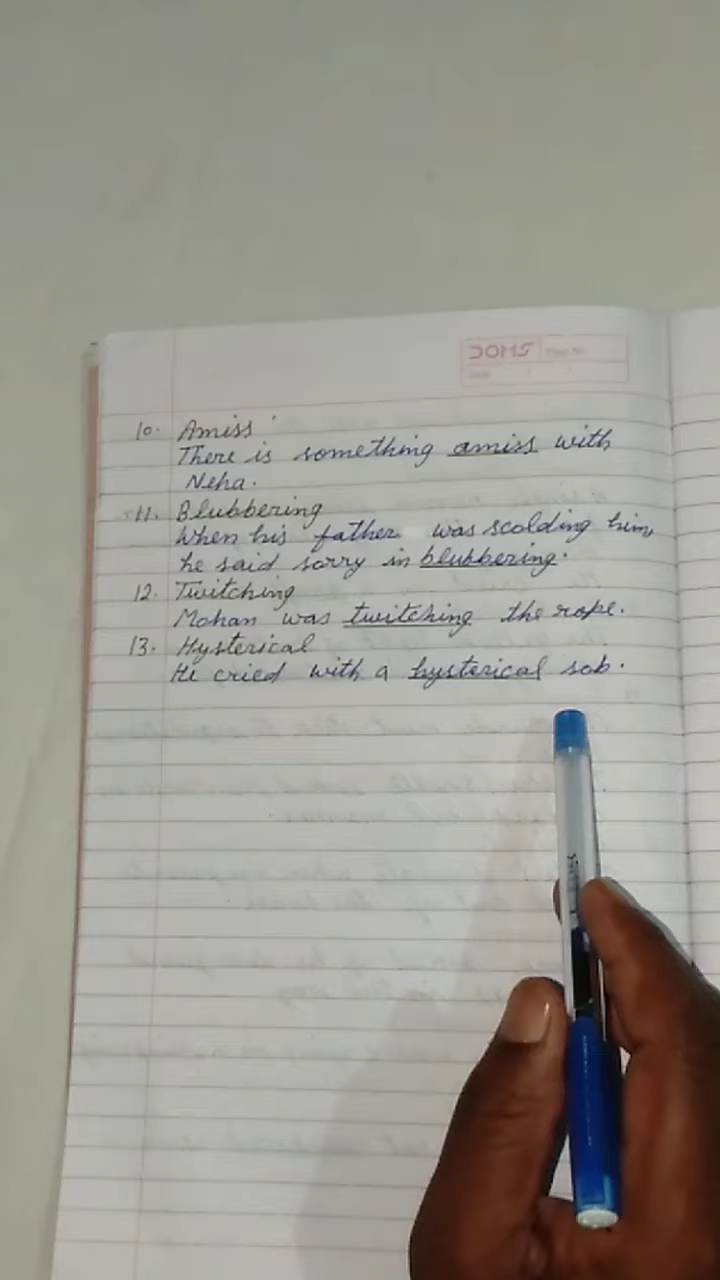 DOMS
10. Amiss
There is something amiss with
Neha.
11. Blubbering
When his father was scolding him,
he said sorry in blubbering.
12. Twitching
Mohan was twitching the rope.
13. Hysterical
He cried with a hysterical sob.